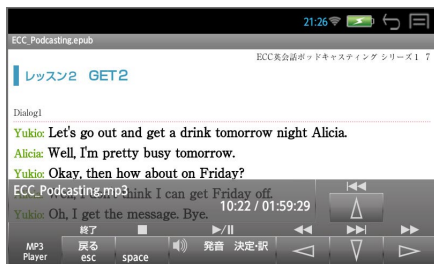 21:26
ECC_Podcasting.epub
ECC英会話ポッドキャスティング シリーズ1 7
レッスン2 GET2
Dialog1
Yukio: Let's go out and get a drink tomorrow night Alicia.
Alicia: Well, I'm pretty busy tomorrow.
Yukio: Okay, then how about on Friday?
Alicia: Well, I don't think I can get Friday off.
ECC_Podcasting.mp3
10:22 / 01:59:29
Yukio: Oh, I get the message. Bye.
終了
MP3 Player
戻る esc
space
発音 決定・訳